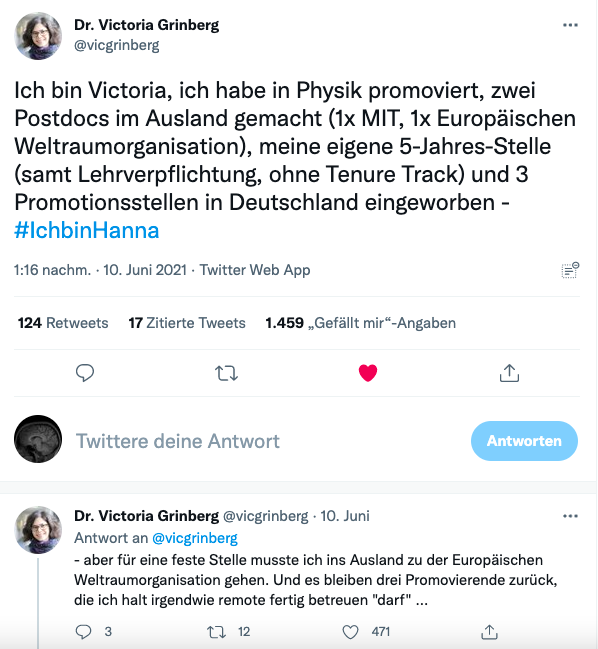 Dr. Victoria Grinberg
@vicgrinberg
Ich bin Victoria, ich habe in Physik promoviert, zwei
Postdocs im Ausland gemacht (1x MIT, 1x Europäischen
Weltraumorganisation), meine eigene 5-Jahres-Stelle
(samt Lehrverpflichtung, ohne Tenure Track) und 3
Promotionsstellen in Deutschland eingeworben -
#IchbinHanna
1:16 nachm. · 10. Juni 2021 · Twitter Web App
124 Retweets 17 Zitierte Tweets 1.459 „Gefällt mir“-Angaben
Twittere deine Antwort
Antworten
Dr. Victoria Grinberg @vicgrinberg · 10. Juni
Antwort an @vicgrinberg
- aber für eine feste Stelle musste ich ins Ausland zu der Europäischen
Weltraumorganisation gehen. Und es bleiben drei Promovierende zurück,
die ich halt irgendwie remote fertig betreuen "darf" ...
3 12 471